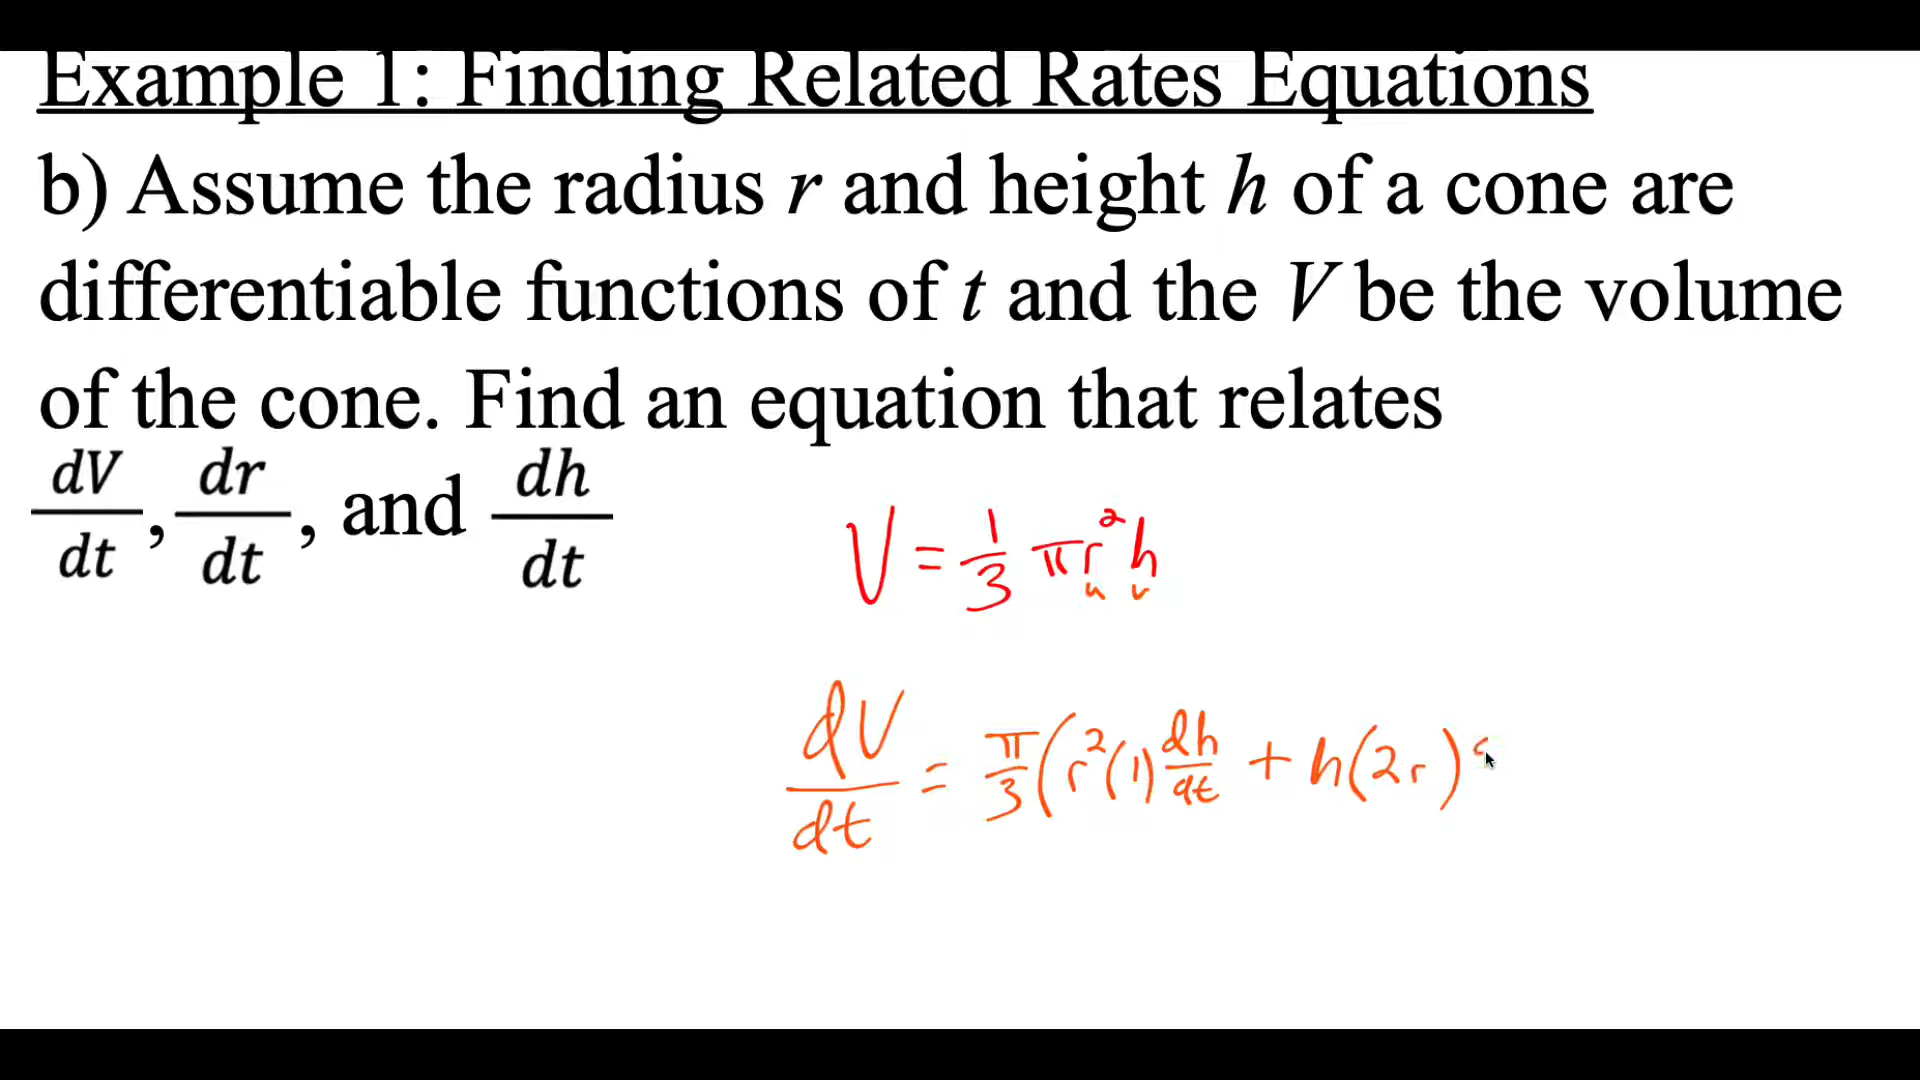 Example 1: Finding Related Rates Equations
b) Assume the radius r and height h of a cone are
differentiable functions of t and the V be the volume
of the cone. Find an equation that relates
dV/dt, dr/dt, and dh/dt
V = 1/3 πr²h
u v
dV/dt = π/3 (r²(1) dh/dt + h(2r)